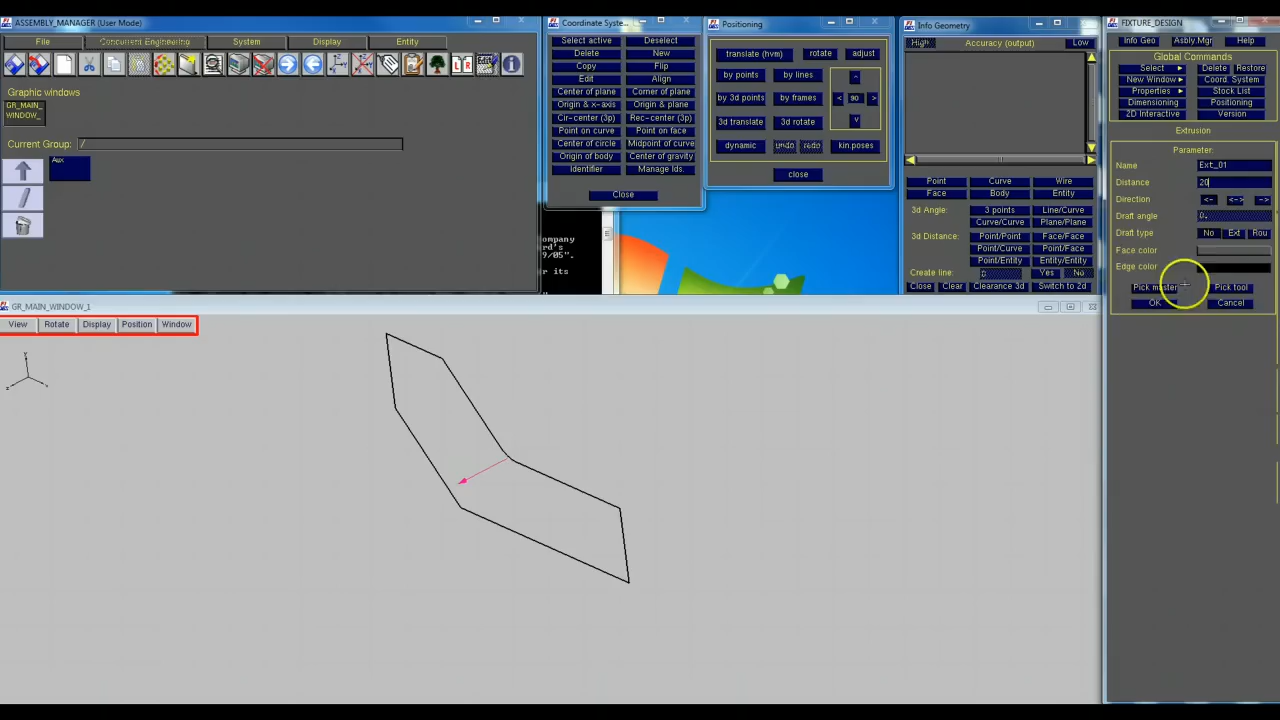 ASSEMBLY_MANAGER (User Mode)
File
Concurrent Engineering
System
Display
Entity
Graphic windows
GR_MAIN_
WINDOW_
Current Group:
/
Aux
Coordinate Syste...
Select active
Deselect
Delete
New
Copy
Flip
Edit
Align
Center of plane
Corner of plane
Origin & x-axis
Origin & plane
Cir-center (3p)
Rec-center (3p)
Point on curve
Point on face
Center of circle
Midpoint of curve
Origin of body
Center of gravity
Identifier
Manage Ids.
Close
ompany
ord's
9/05".
r its
Positioning
translate (hvm)
rotate
adjust
by points
by lines
by 3d points
by frames
< 90 >
3d translate
3d rotate
dynamic
undo
redo
kin.poses
close
Info Geometry
High
Accuracy (output)
Low
Point
Curve
Wire
Face
Body
Entity
3d Angle:
3 points
Line/Curve
Curve/Curve
Plane/Plane
3d Distance:
Point/Point
Face/Face
Point/Curve
Point/Face
Point/Entity
Entity/Entity
Create line:
Yes
No
Close
Clear
Clearance 3d
Switch to 2d
FIXTURE_DESIGN
Info Geo
Asbly.Mgr
Help
Global Commands
Select
Delete
Restore
New Window
Coord. System
Properties
Stock List
Dimensioning
Positioning
2D Interactive
Version
Extrusion
Parameter:
Name
Ext_01
Distance
20
Direction
<-
<->
->
Draft angle
0.
Draft type
No
Ext
Rou
Face color
Edge color
Pick master
Pick tool
OK
Cancel
GR_MAIN_WINDOW_1
View
Rotate
Display
Position
Window
Y